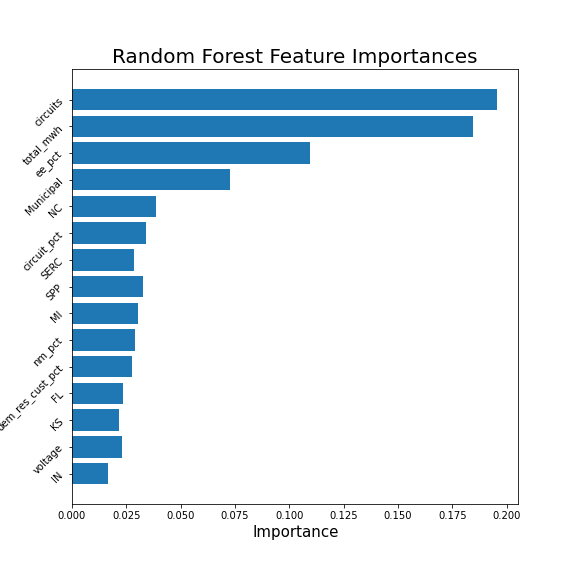 Random Forest Feature Importances
circuits
total_mwh
ee_pct
Municipal
NC
circuit_pct
SERC
SPP
MI
nm_pct
dem_res_cust_pct
FL
KS
voltage
IN
0.000 0.025 0.050 0.075 0.100 0.125 0.150 0.175 0.200
Importance